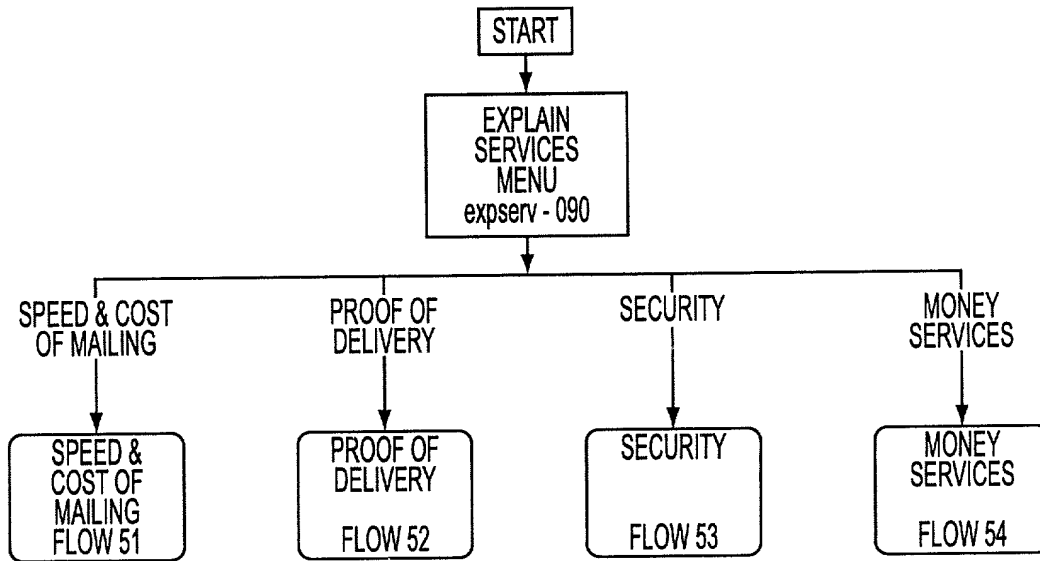 START
EXPLAIN
SERVICES
MENU
expserv - 090
SPEED & COST
OF MAILING
PROOF OF
DELIVERY
SECURITY
MONEY
SERVICES
SPEED &
COST OF
MAILING
FLOW 51
PROOF OF
DELIVERY
FLOW 52
SECURITY
FLOW 53
MONEY
SERVICES
FLOW 54